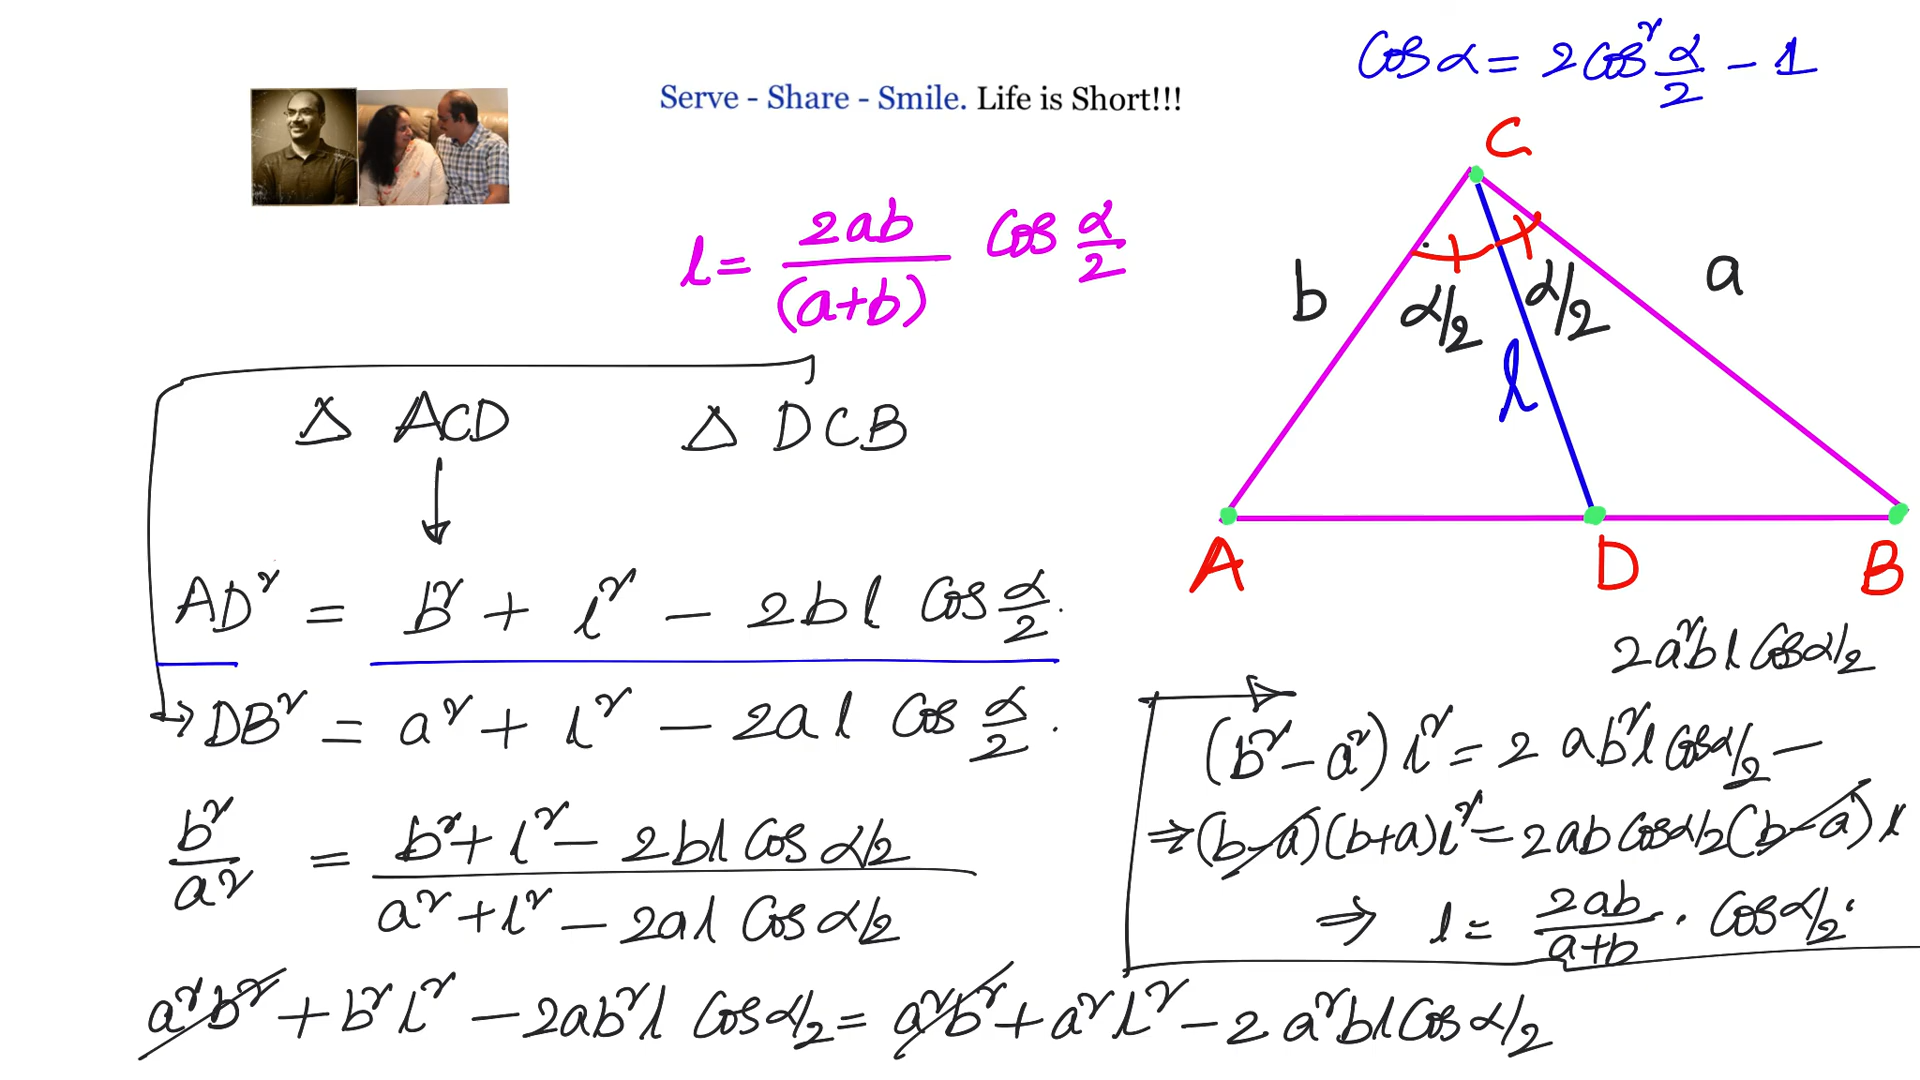 cos α = 2cos² α/2 - 1
Serve - Share - Smile. Life is Short!!!
C
l = 2ab/(a+b) cos α/2
b
a
α/2
α/2
l
Δ ACD
Δ DCB
A
D
B
AD² = b² + l² - 2bl cos α/2.
DB² = a² + l² - 2al cos α/2.
b²/a² = (b² + l² - 2bl cos α/2)/(a² + l² - 2al cos α/2)
a²b² + b²l² - 2ab²l cos α/2 = a²b² + a²l² - 2a²bl cos α/2
2a²bl cos α/2
(b² - a²) l² = 2ab²l cos α/2 -
⇒ (b-a)(b+a)l² = 2ab cos α/2 (b-a) l
⇒ l = 2ab/(a+b) . cos α/2.